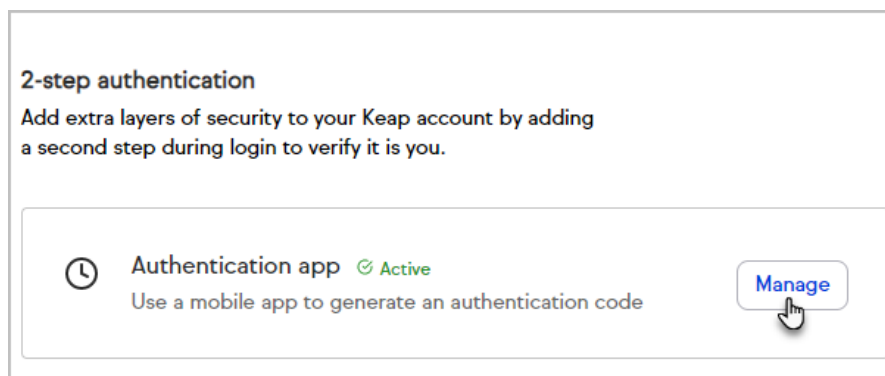 2-step authentication
Add extra layers of security to your Keap account by adding
a second step during login to verify it is you.
Authentication app Active
Use a mobile app to generate an authentication code
Manage